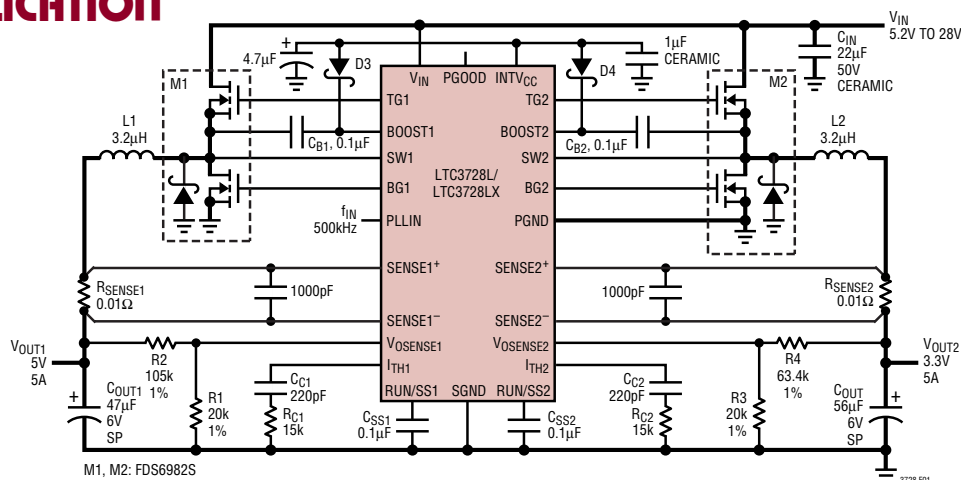 V_IN
5.2V TO 28V
4.7µF
D3
1µF
CERAMIC
D4
C_IN
22µF
50V
CERAMIC
M1
V_IN PGOOD INTV_CC
M2
TG1 TG2
L1
3.2µH
BOOST1 BOOST2
L2
3.2µH
C_B1, 0.1µF
C_B2, 0.1µF
SW1 SW2
LTC3728L/
LTC3728LX
BG1 BG2
f_IN
500kHz
PLLIN PGND
SENSE1+ SENSE2+
R_SENSE1
0.01Ω
1000pF
1000pF
R_SENSE2
0.01Ω
SENSE1– SENSE2–
V_OSENSE1 V_OSENSE2
V_OUT1
5V
5A
R2
105k
1%
I_TH1 I_TH2
R4
63.4k
1%
V_OUT2
3.3V
5A
C_OUT1
47µF
6V
SP
R1
20k
1%
C_C1
220pF
R_C1
15k
RUN/SS1 SGND RUN/SS2
C_SS1
0.1µF
C_SS2
0.1µF
C_C2
220pF
R_C2
15k
R3
20k
1%
C_OUT
56µF
6V
SP
M1, M2: FDS6982S
3728 F01